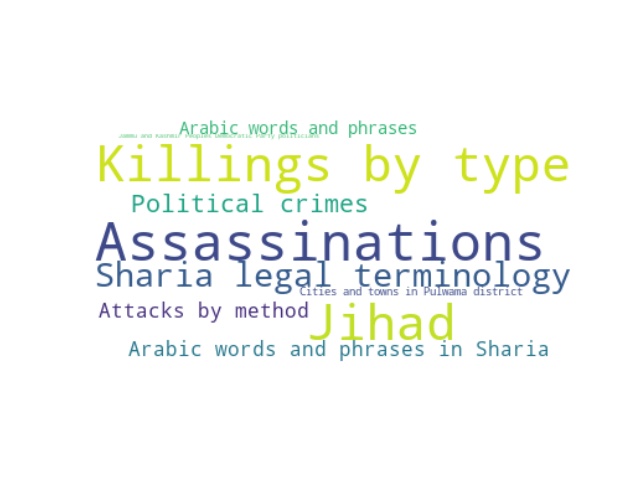 Arabic words and phrases
Jammu and Kashmir Peoples Democratic Party politicians
Killings by type
Political crimes
Assassinations
Sharia legal terminology
Cities and towns in Pulwama district
Attacks by method
Jihad
Arabic words and phrases in Sharia